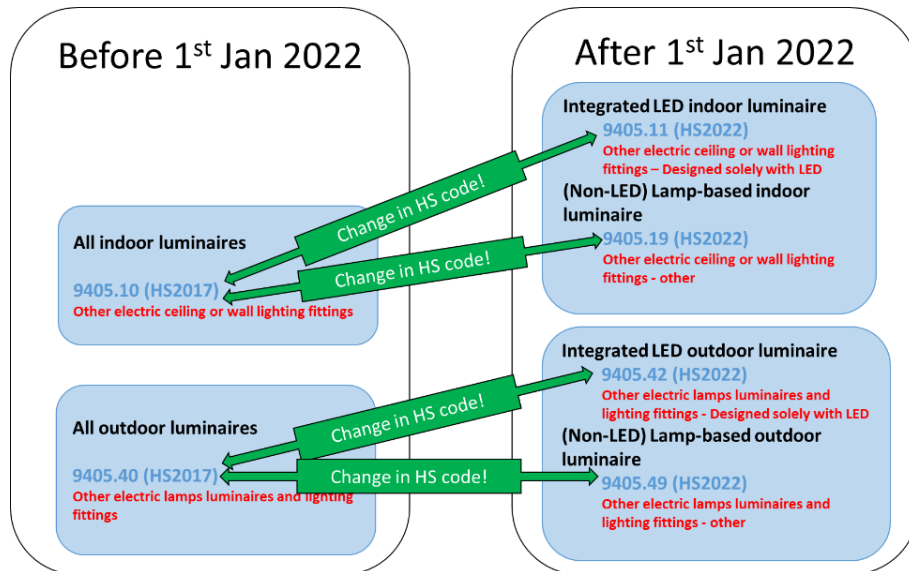 Before 1st Jan 2022
All indoor luminaires
9405.10 (HS2017)
Other electric ceiling or wall lighting fittings
All outdoor luminaires
9405.40 (HS2017)
Other electric lamps luminaires and lighting
fittings
Change in HS code!
Change in HS code!
Change in HS code!
Change in HS code!
After 1st Jan 2022
Integrated LED indoor luminaire
9405.11 (HS2022)
Other electric ceiling or wall lighting
fittings – Designed solely with LED
(Non-LED) Lamp-based indoor
luminaire
9405.19 (HS2022)
Other electric ceiling or wall lighting
fittings - other
Integrated LED outdoor luminaire
9405.42 (HS2022)
Other electric lamps luminaires and
lighting fittings - Designed solely with LED
(Non-LED) Lamp-based outdoor
luminaire
9405.49 (HS2022)
Other electric lamps luminaires and
lighting fittings - other